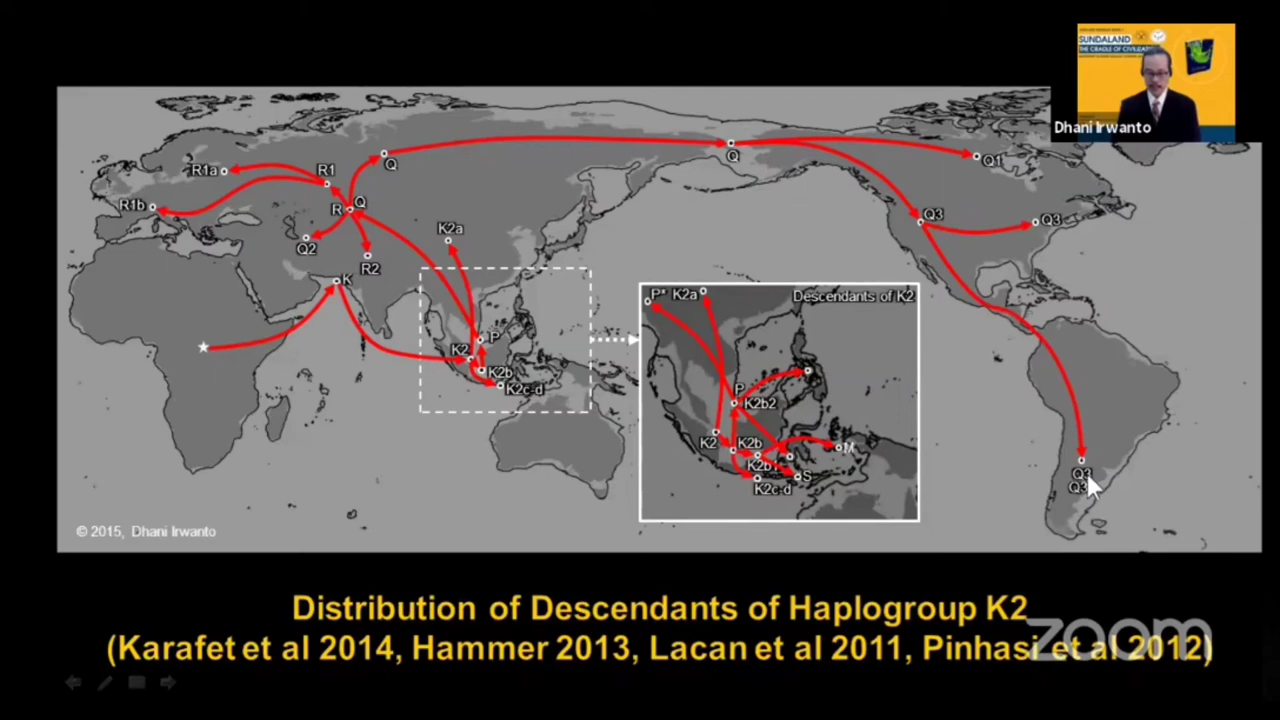 SUNDALAND
THE CRADLE OF CIVILIZATION
Dhani Irwanto
R1a
R1
Q
Q
Q1
R1b
R
Q
Q3
Q3
K2a
Q2
R2
K
P
K2
K2b
K2c-d
P* K2a
Descendants of K2
P
K2b2
K2
K2b
M
K2b1
S
K2c-d
Q3
Q3
© 2015, Dhani Irwanto
Distribution of Descendants of Haplogroup K2
(Karafet et al 2014, Hammer 2013, Lacan et al 2011, Pinhasi et al 2012)
zoom